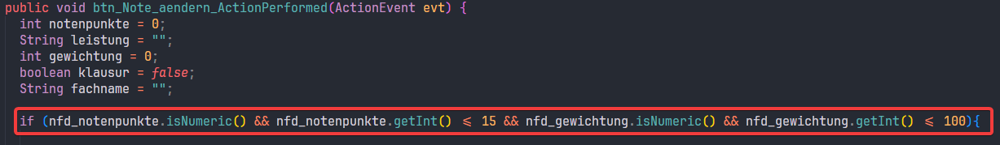 public void btn_Note_aendern_ActionPerformed(ActionEvent evt) {
int notenpunkte = 0;
String leistung = "";
int gewichtung = 0;
boolean klausur = false;
String fachname = "";
if (nfd_notenpunkte.isNumeric() && nfd_notenpunkte.getInt() <= 15 && nfd_gewichtung.isNumeric() && nfd_gewichtung.getInt() <= 100){